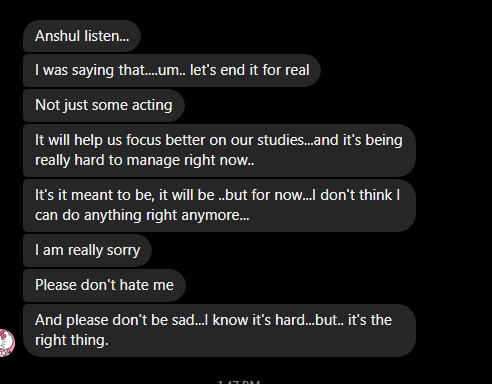 Anshul listen...
I was saying that....um.. let's end it for real
Not just some acting
It will help us focus better on our studies...and it's being
really hard to manage right now..
It's it meant to be, it will be ..but for now...I don't think I
can do anything right anymore...
I am really sorry
Please don't hate me
And please don't be sad...I know it's hard...but.. it's the
right thing.
1:47 PM